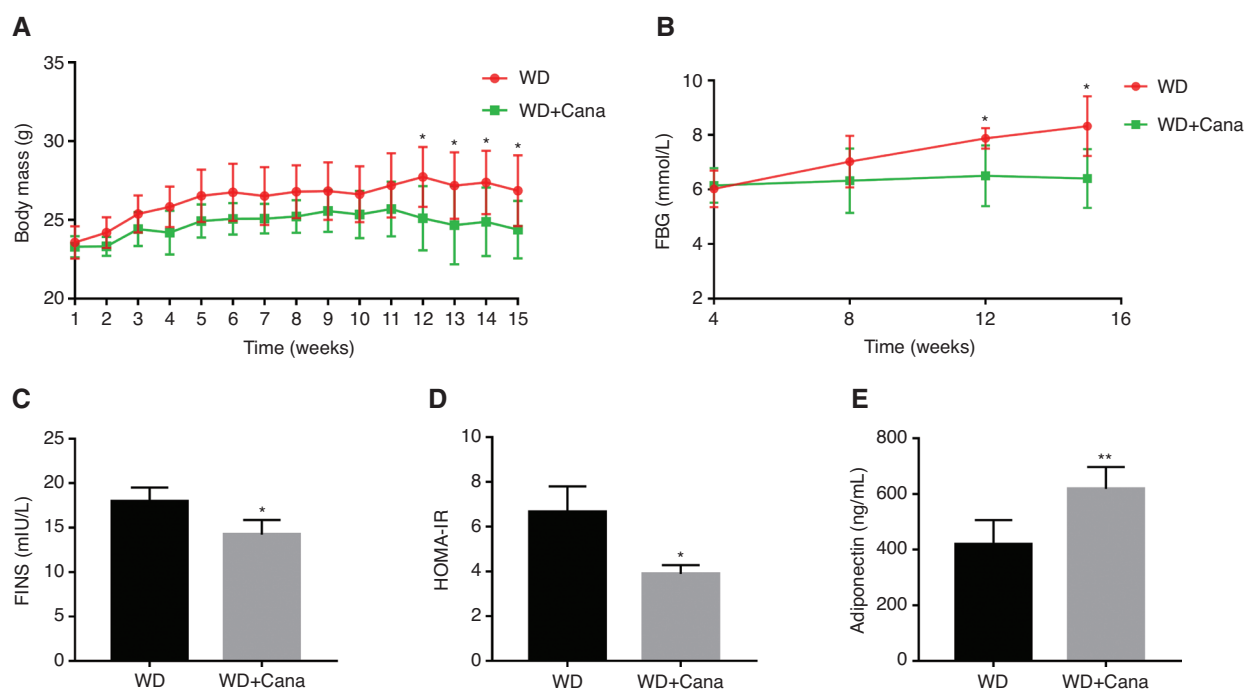 A
Body mass (g)
35
30
25
20
* * * *
1 2 3 4 5 6 7 8 9 10 11 12 13 14 15
Time (weeks)
WD
WD+Cana
B
FBG (mmol/L)
10
8
6
4
2
* *
4 8 12 16
Time (weeks)
WD
WD+Cana
C
FINS (mIU/L)
25
20
15
10
5
0
*
WD WD+Cana
D
HOMA-IR
10
8
6
4
2
0
*
WD WD+Cana
E
Adiponectin (ng/mL)
800
600
400
200
0
**
WD WD+Cana